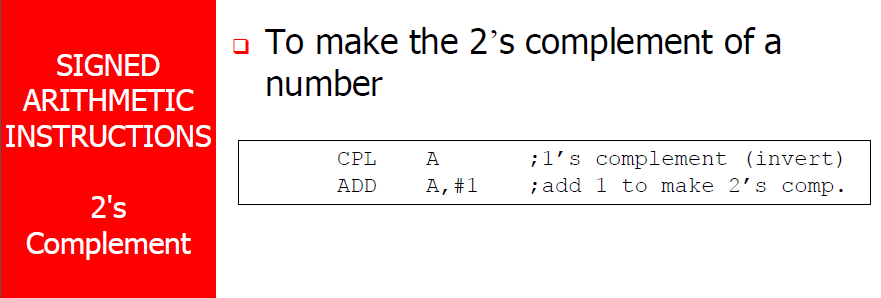 SIGNED
ARITHMETIC
INSTRUCTIONS
2's
Complement
To make the 2’s complement of a
number
CPL A ;1’s complement (invert)
ADD A,#1 ;add 1 to make 2’s comp.